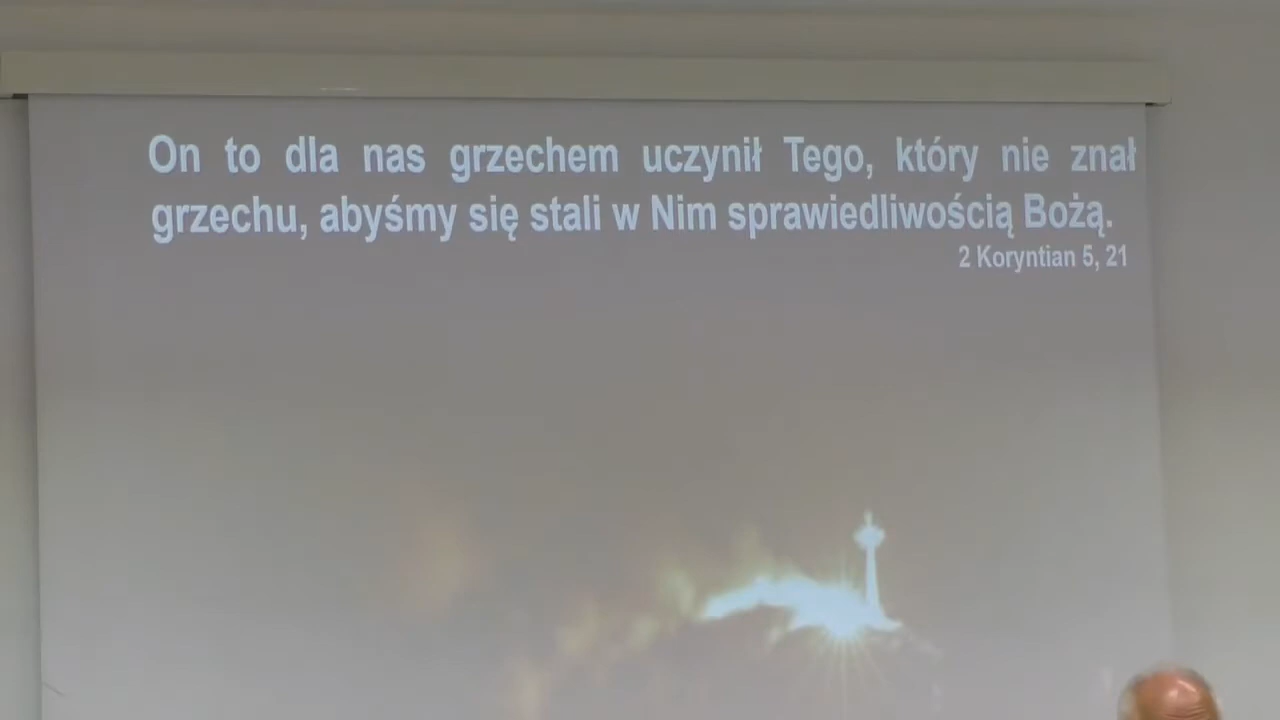 On to dla nas grzechem uczynił Tego, który nie znał
grzechu, abyśmy się stali w Nim sprawiedliwością Bożą.
2 Koryntian 5, 21